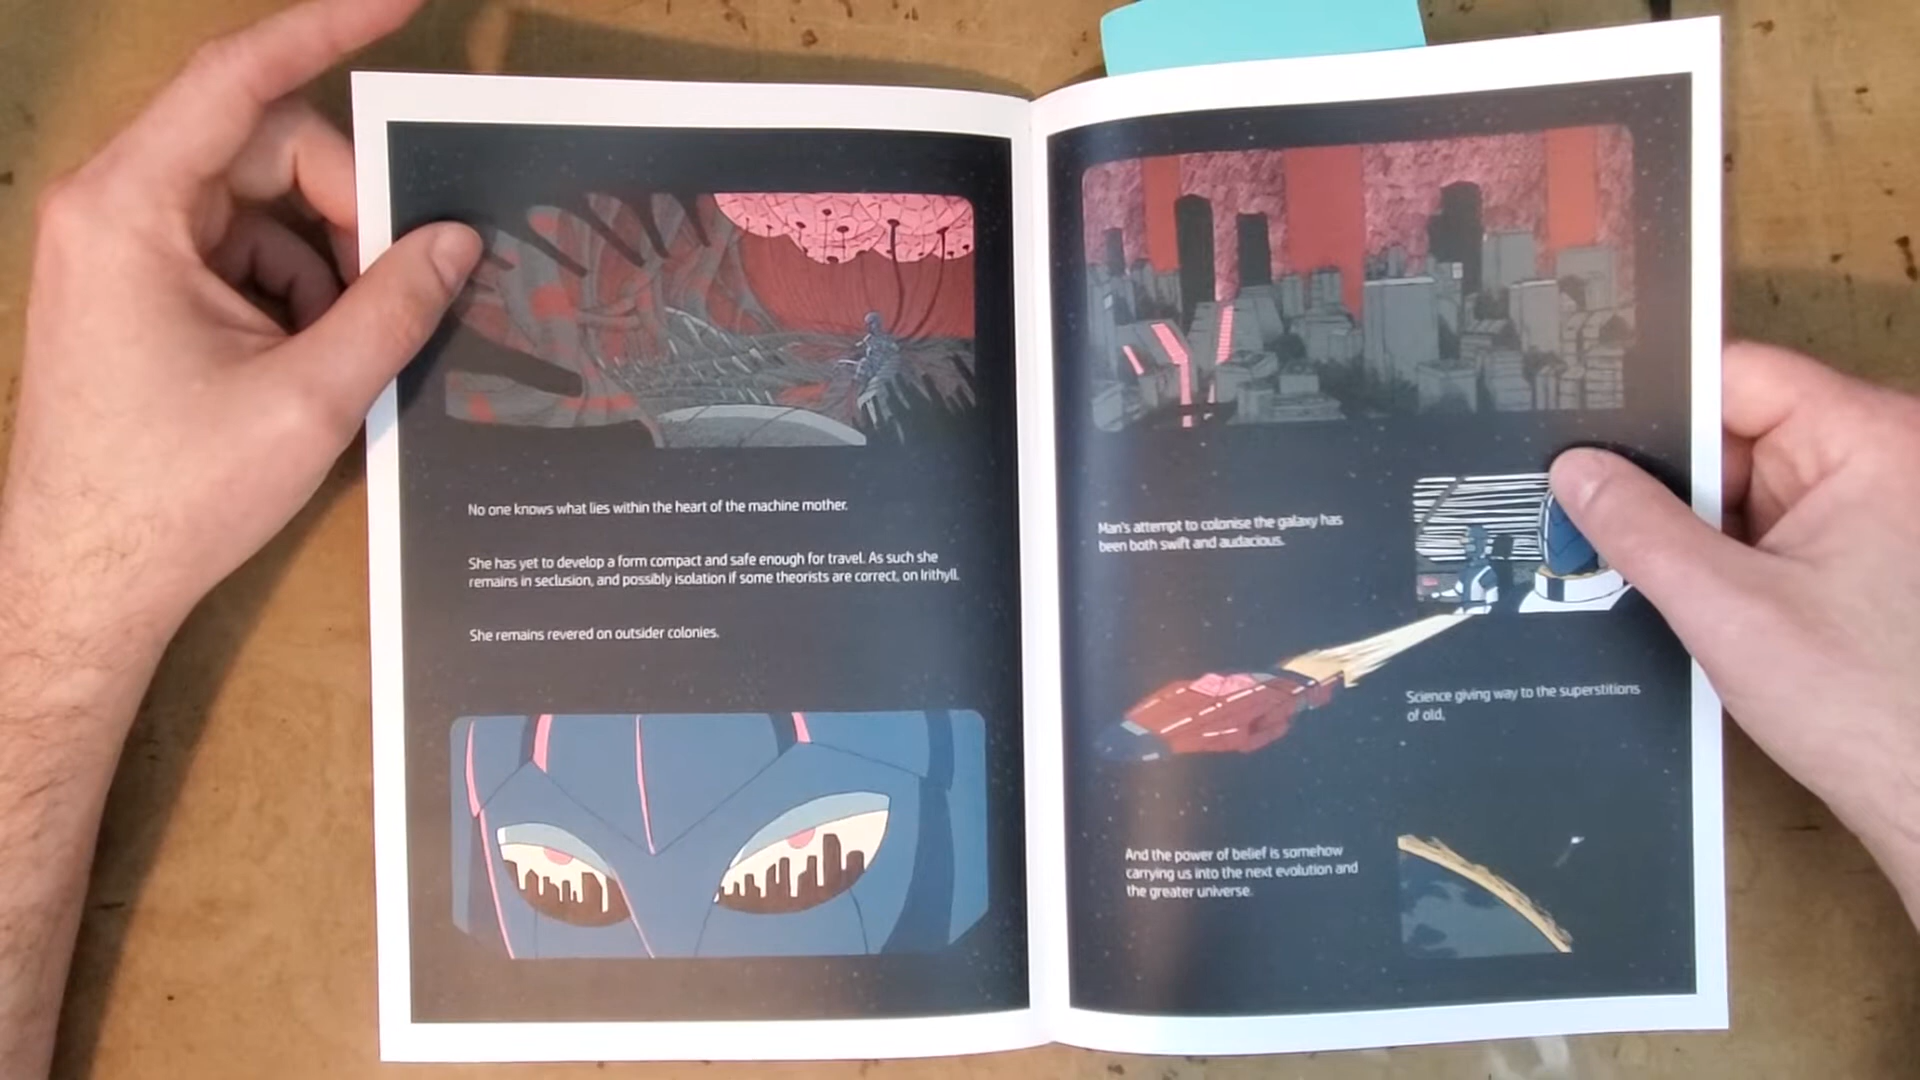 No one knows what lies within the heart of the machine mother.
She has yet to develop a form compact and safe enough for travel. As such she
remains in seclusion, and possibly isolation if some theorists are correct, on Irithyll.
She remains revered on outsider colonies.
Man's attempt to colonise the galaxy has
been both swift and audacious.
Science giving way to the superstitions
of old,
And the power of belief is somehow
carrying us into the next evolution and
the greater universe.